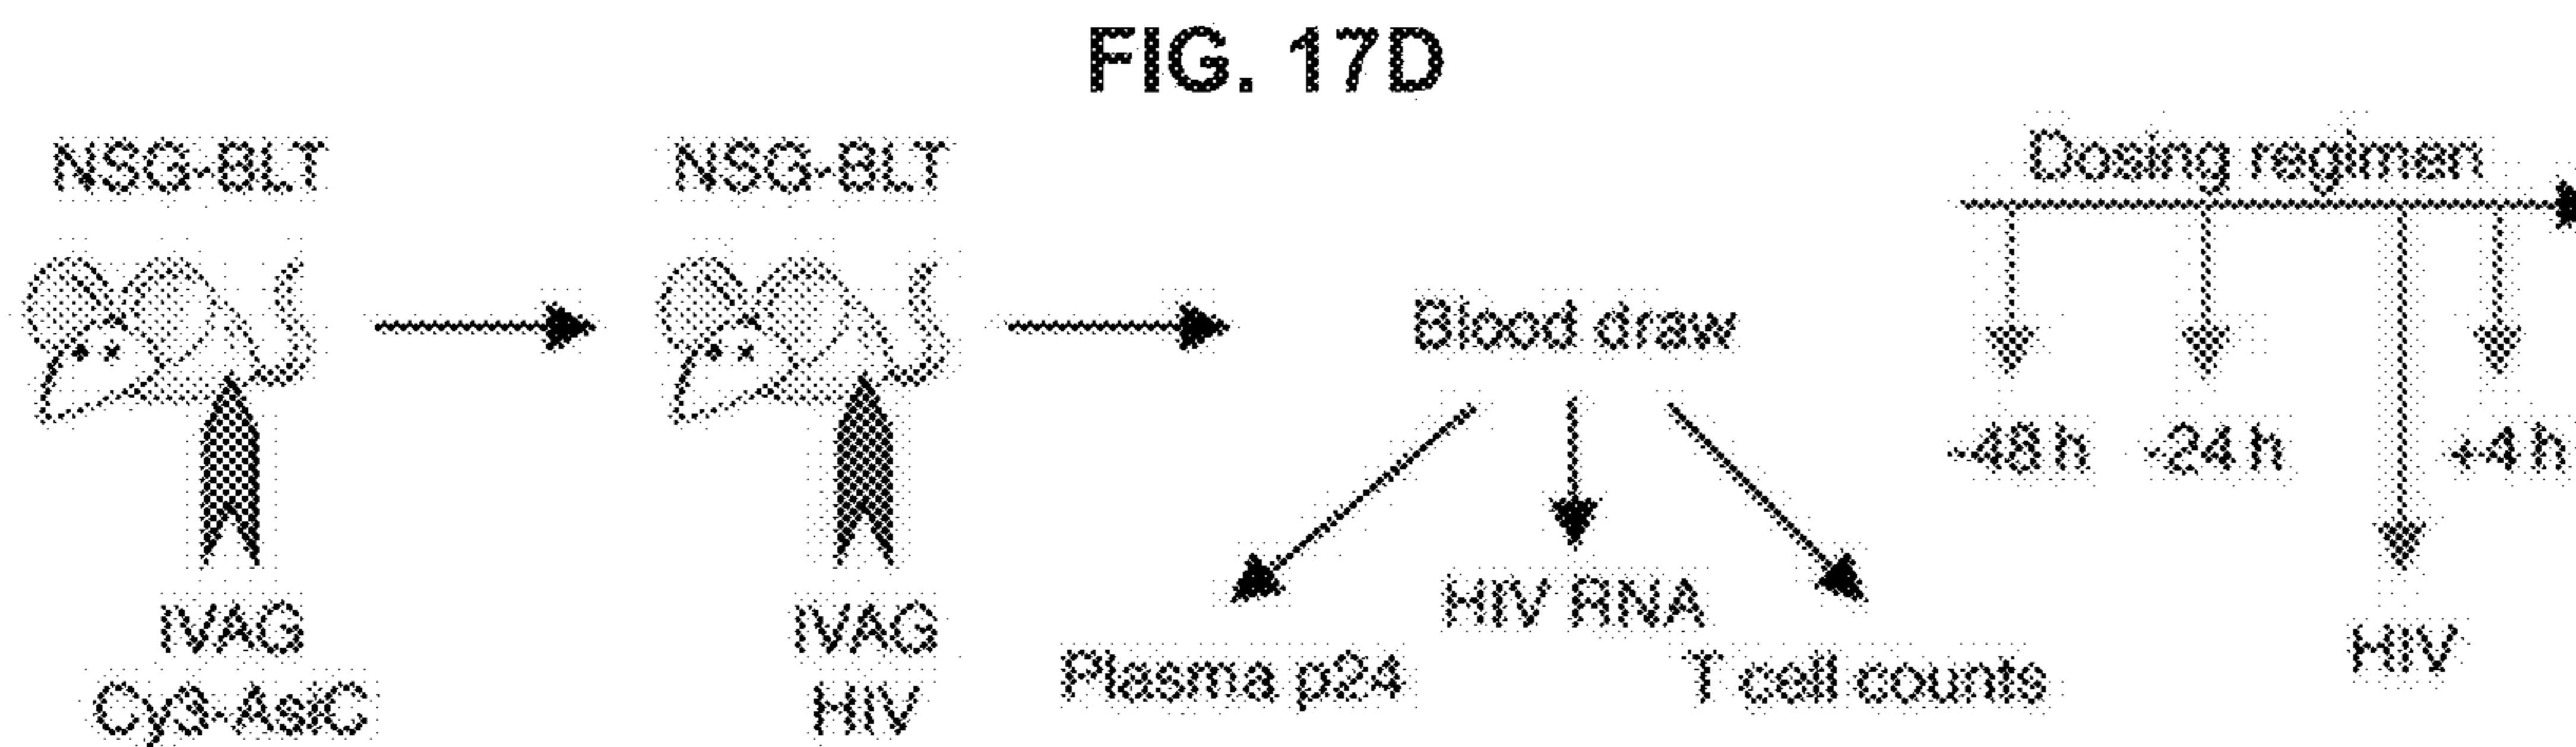 FIG. 17D
NSG-BLT
NSG-BLT
Dosing regimen
Blood draw
-48 h
-24 h
+4 h
IVAG
Cy3-AsiC
IVAG
HIV
Plasma p24
HIV RNA
T cell counts
HIV